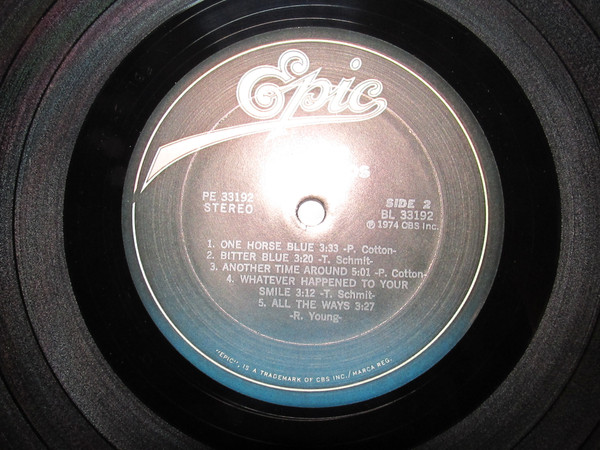 Epic
PE 33192
STEREO
SIDE 2
BL 33192
℗ 1974 CBS Inc.
1. ONE HORSE BLUE 3:33 -P. Cotton-
2. BITTER BLUE 3:20 -T. Schmit-
3. ANOTHER TIME AROUND 5:01 -P. Cotton-
4. WHATEVER HAPPENED TO YOUR
SMILE 3:12 -T. Schmit-
5. ALL THE WAYS 3:27
-R. Young-
"EPIC", IS A TRADEMARK OF CBS INC./MARCA REG.